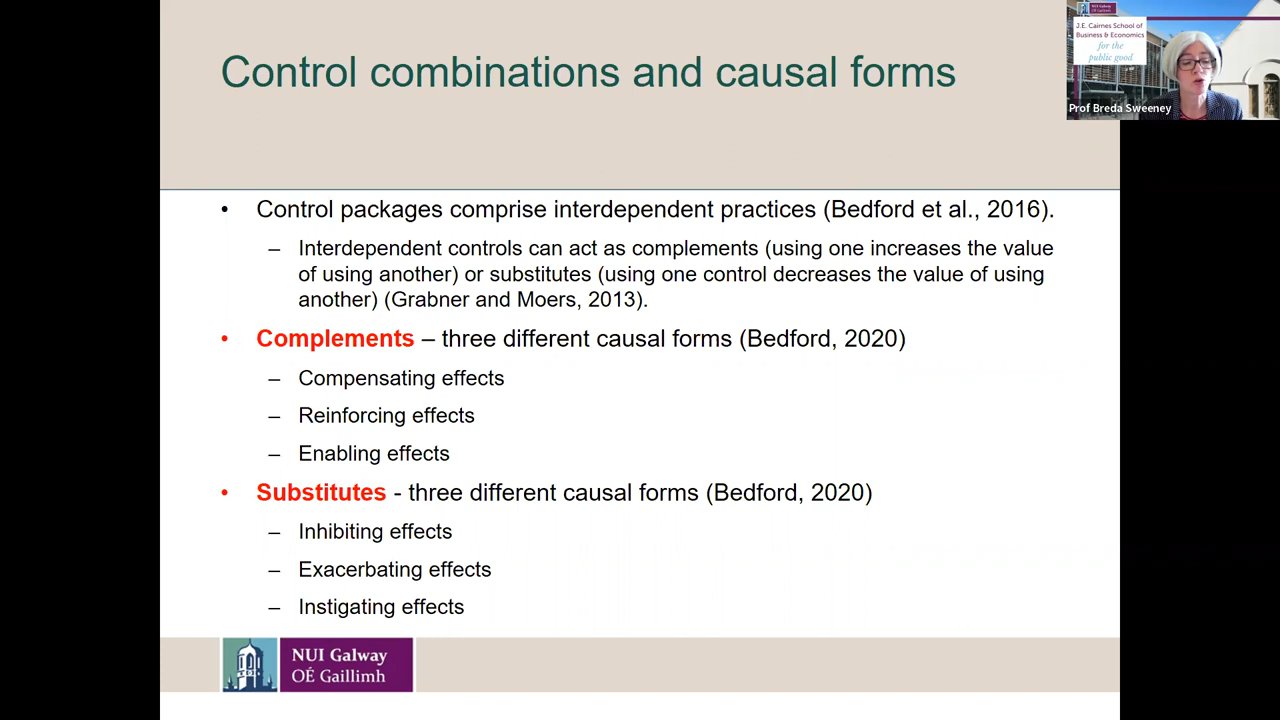 Control combinations and causal forms
NUI Galway
OÉ Gaillimh
J.E. Cairnes School of
Business & Economics
for the
public good
Prof Breda Sweeney
• Control packages comprise interdependent practices (Bedford et al., 2016).
– Interdependent controls can act as complements (using one increases the value
of using another) or substitutes (using one control decreases the value of using
another) (Grabner and Moers, 2013).
• Complements – three different causal forms (Bedford, 2020)
– Compensating effects
– Reinforcing effects
– Enabling effects
• Substitutes - three different causal forms (Bedford, 2020)
– Inhibiting effects
– Exacerbating effects
– Instigating effects
NUI Galway
OÉ Gaillimh